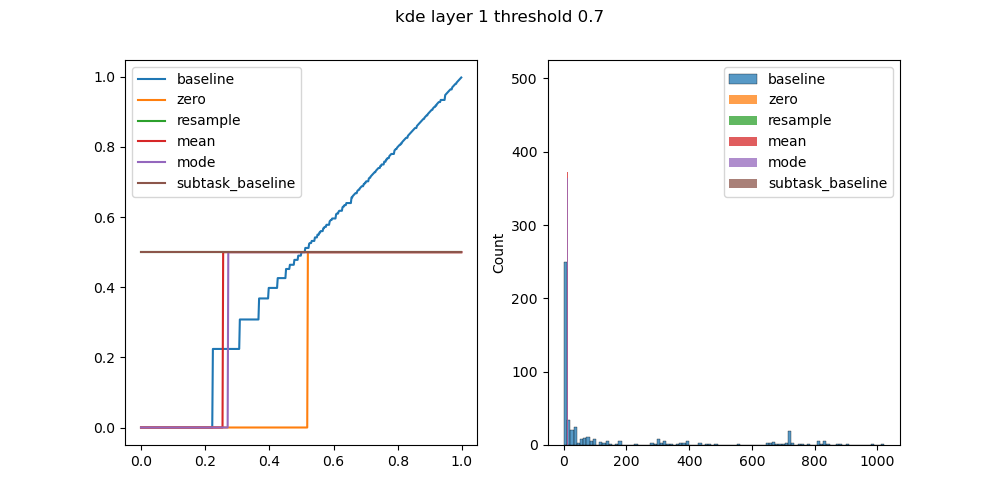 kde layer 1 threshold 0.7
baseline
zero
resample
mean
mode
subtask_baseline
1.0
0.8
0.6
0.4
0.2
0.0
0.0 0.2 0.4 0.6 0.8 1.0
baseline
zero
resample
mean
mode
subtask_baseline
Count
500
400
300
200
100
0
0 200 400 600 800 1000